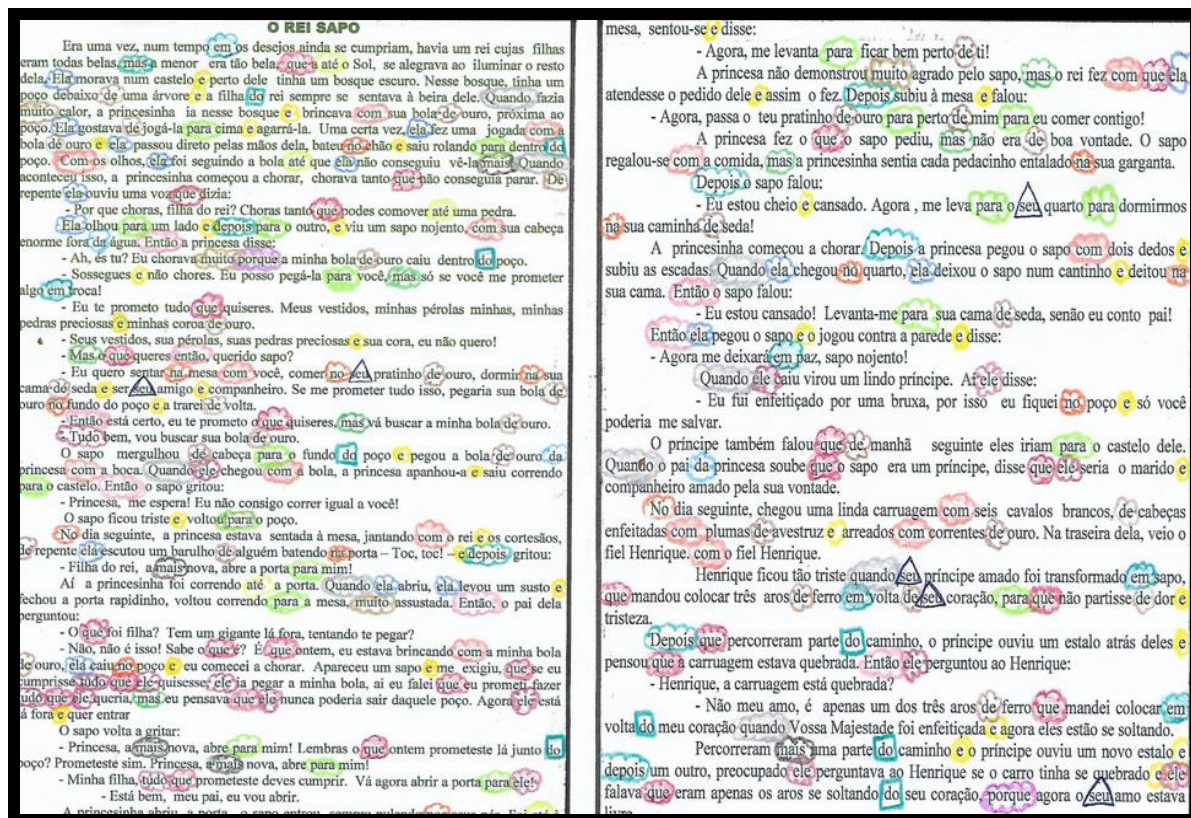 O REI SAPO
Era uma vez, num tempo em os desejos ainda se cumpriam, havia um rei cujas filhas
eram todas belas, mas a menor era tão bela, que a até o Sol, se alegrava ao iluminar o resto
dela. Ela morava num castelo e perto dele tinha um bosque escuro. Nesse bosque, tinha um
poço debaixo de uma árvore e a filha do rei sempre se sentava à beira dele. Quando fazia
muito calor, a princesinha ia nesse bosque e brincava com sua bola de ouro, próxima ao
poço. Ela gostava de jogá-la para cima e agarrá-la. Uma certa vez, ela fez uma jogada com a
bola de ouro e ela passou direto pelas mãos dela, bateu no chão e saiu rolando para dentro do
poço. Com os olhos, ela foi seguindo a bola até que ela não conseguiu vê-la mais. Quando
aconteceu isso, a princesinha começou a chorar, chorava tanto que não conseguia parar. De
repente ela ouviu uma voz que dizia:
- Por que choras, filha do rei? Choras tanto que podes comover até uma pedra.
Ela olhou para um lado e depois para o outro, e viu um sapo nojento, com sua cabeça
enorme fora da água. Então a princesa disse:
- Ah, és tu? Eu chorava muito porque a minha bola de ouro caiu dentro do poço.
- Sossegues e não chores. Eu posso pegá-la para você, mas só se você me prometer
algo em troca!
- Eu te prometo tudo que quiseres. Meus vestidos, minhas pérolas minhas, minhas
pedras preciosas e minhas coroa de ouro.
- Seus vestidos, sua pérolas, suas pedras preciosas e sua cora, eu não quero!
- Mas o que queres então, querido sapo?
- Eu quero sentar na mesa com você, comer no seu pratinho de ouro, dormir na sua
cama de seda e ser seu amigo e companheiro. Se me prometer tudo isso, pegaria sua bola de
ouro no fundo do poço e a trarei de volta.
- Então está certo, eu te prometo o que quiseres, mas vá buscar a minha bola de ouro.
- Tudo bem, vou buscar sua bola de ouro.
O sapo mergulhou de cabeça para o fundo do poço e pegou a bola de ouro da
princesa com a boca. Quando ele chegou com a bola, a princesa apanhou-a e saiu correndo
para o castelo. Então o sapo gritou:
- Princesa, me espera! Eu não consigo correr igual a você!
O sapo ficou triste e voltou para o poço.
No dia seguinte, a princesa estava sentada à mesa, jantando com o rei e os cortesãos,
de repente ela escutou um barulho de alguém batendo na porta – Toc, toc! – e depois gritou:
- Filha do rei, a mais nova, abre a porta para mim!
Aí a princesinha foi correndo até a porta. Quando ela abriu, ela levou um susto e
fechou a porta rapidinho, voltou correndo para a mesa, muito assustada. Então, o pai dela
perguntou:
- O que foi filha? Tem um gigante lá fora, tentando te pegar?
- Não, não é isso! Sabe o que é? É que ontem, eu estava brincando com a minha bola
de ouro, ela caiu no poço e eu comecei a chorar. Apareceu um sapo e me exigiu, que se eu
cumprisse tudo que ele quisesse, ele ia pegar a minha bola, ai eu falei que eu prometi fazer
tudo que ele queria, mas eu pensava que ele nunca poderia sair daquele poço. Agora ele está
lá fora e quer entrar
O sapo volta a gritar:
- Princesa, a mais nova, abre para mim! Lembras o que ontem prometeste lá junto do
poço? Prometeste sim. Princesa, a mais nova, abre para mim!
- Minha filha, tudo que prometeste deves cumprir. Vá agora abrir a porta para ele!
- Está bem, meu pai, eu vou abrir.
A princesinha abriu a porta, o sapo entrou, sempre pulando
mesa, sentou-se e disse:
- Agora, me levanta para ficar bem perto de ti!
A princesa não demonstrou muito agrado pelo sapo, mas o rei fez com que ela
atendesse o pedido dele e assim o fez. Depois subiu à mesa e falou:
- Agora, passa o teu pratinho de ouro para perto de mim para eu comer contigo!
A princesa fez o que o sapo pediu, mas não era de boa vontade. O sapo
regalou-se com a comida, mas a princesinha sentia cada pedacinho entalado na sua garganta.
Depois o sapo falou:
- Eu estou cheio e cansado. Agora , me leva para o seu quarto para dormirmos
na sua caminha de seda!
A princesinha começou a chorar. Depois a princesa pegou o sapo com dois dedos e
subiu as escadas. Quando ela chegou no quarto, ela deixou o sapo num cantinho e deitou na
sua cama. Então o sapo falou:
- Eu estou cansado! Levanta-me para sua cama de seda, senão eu conto pai!
Então ela pegou o sapo e o jogou contra a parede e disse:
- Agora me deixará em paz, sapo nojento!
Quando ele caiu virou um lindo príncipe. Aí ele disse:
- Eu fui enfeitiçado por uma bruxa, por isso eu fiquei no poço e só você
poderia me salvar.
O príncipe também falou que de manhã seguinte eles iriam para o castelo dele.
Quando o pai da princesa soube que o sapo era um príncipe, disse que ele seria o marido e
companheiro amado pela sua vontade.
No dia seguinte, chegou uma linda carruagem com seis cavalos brancos, de cabeças
enfeitadas com plumas de avestruz e arreados com correntes de ouro. Na traseira dela, veio o
fiel Henrique. com o fiel Henrique.
Henrique ficou tão triste quando seu príncipe amado foi transformado em sapo,
que mandou colocar três aros de ferro em volta de seu coração, para que não partisse de dor e
tristeza.
Depois que percorreram parte do caminho, o príncipe ouviu um estalo atrás deles e
pensou que a carruagem estava quebrada. Então ele perguntou ao Henrique:
- Henrique, a carruagem está quebrada?
- Não meu amo, é apenas um dos três aros de ferro que mandei colocar em
volta do meu coração quando Vossa Majestade foi enfeitiçada e agora eles estão se soltando.
Percorreram mais uma parte do caminho e o príncipe ouviu um novo estalo e
depois um outro, preocupado ele perguntava ao Henrique se o carro tinha se quebrado e ele
falava que eram apenas os aros se soltando do seu coração, porque agora o seu amo estava
livre.